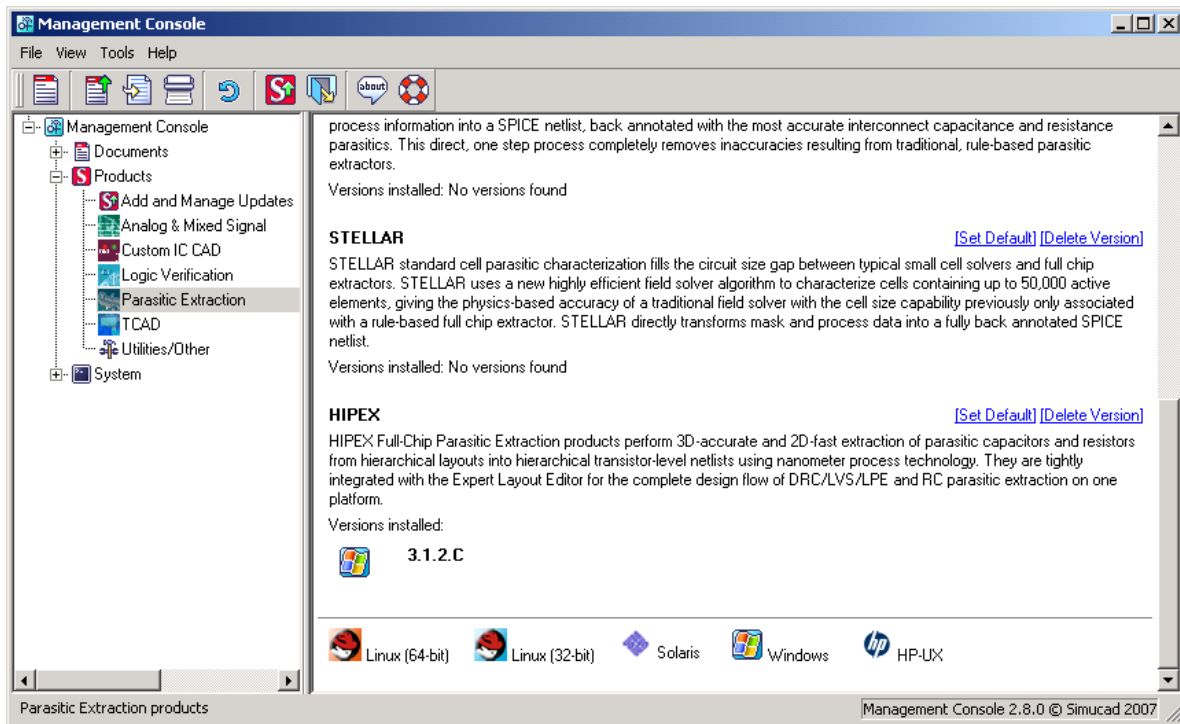 Management Console
File View Tools Help
about
Management Console
Documents
Products
Add and Manage Updates
Analog & Mixed Signal
Custom IC CAD
Logic Verification
Parasitic Extraction
TCAD
Utilities/Other
System
process information into a SPICE netlist, back annotated with the most accurate interconnect capacitance and resistance
parasitics. This direct, one step process completely removes inaccuracies resulting from traditional, rule-based parasitic
extractors.
Versions installed: No versions found
STELLAR [Set Default] [Delete Version]
STELLAR standard cell parasitic characterization fills the circuit size gap between typical small cell solvers and full chip
extractors. STELLAR uses a new highly efficient field solver algorithm to characterize cells containing up to 50,000 active
elements, giving the physics-based accuracy of a traditional field solver with the cell size capability previously only associated
with a rule-based full chip extractor. STELLAR directly transforms mask and process data into a fully back annotated SPICE
netlist.
Versions installed: No versions found
HIPEX [Set Default] [Delete Version]
HIPEX Full-Chip Parasitic Extraction products perform 3D-accurate and 2D-fast extraction of parasitic capacitors and resistors
from hierarchical layouts into hierarchical transistor-level netlists using nanometer process technology. They are tightly
integrated with the Expert Layout Editor for the complete design flow of DRC/LVS/LPE and RC parasitic extraction on one
platform.
Versions installed:
3.1.2.C
Linux (64-bit) Linux (32-bit) Solaris Windows hp HP-UX
Parasitic Extraction products Management Console 2.8.0 © Simucad 2007